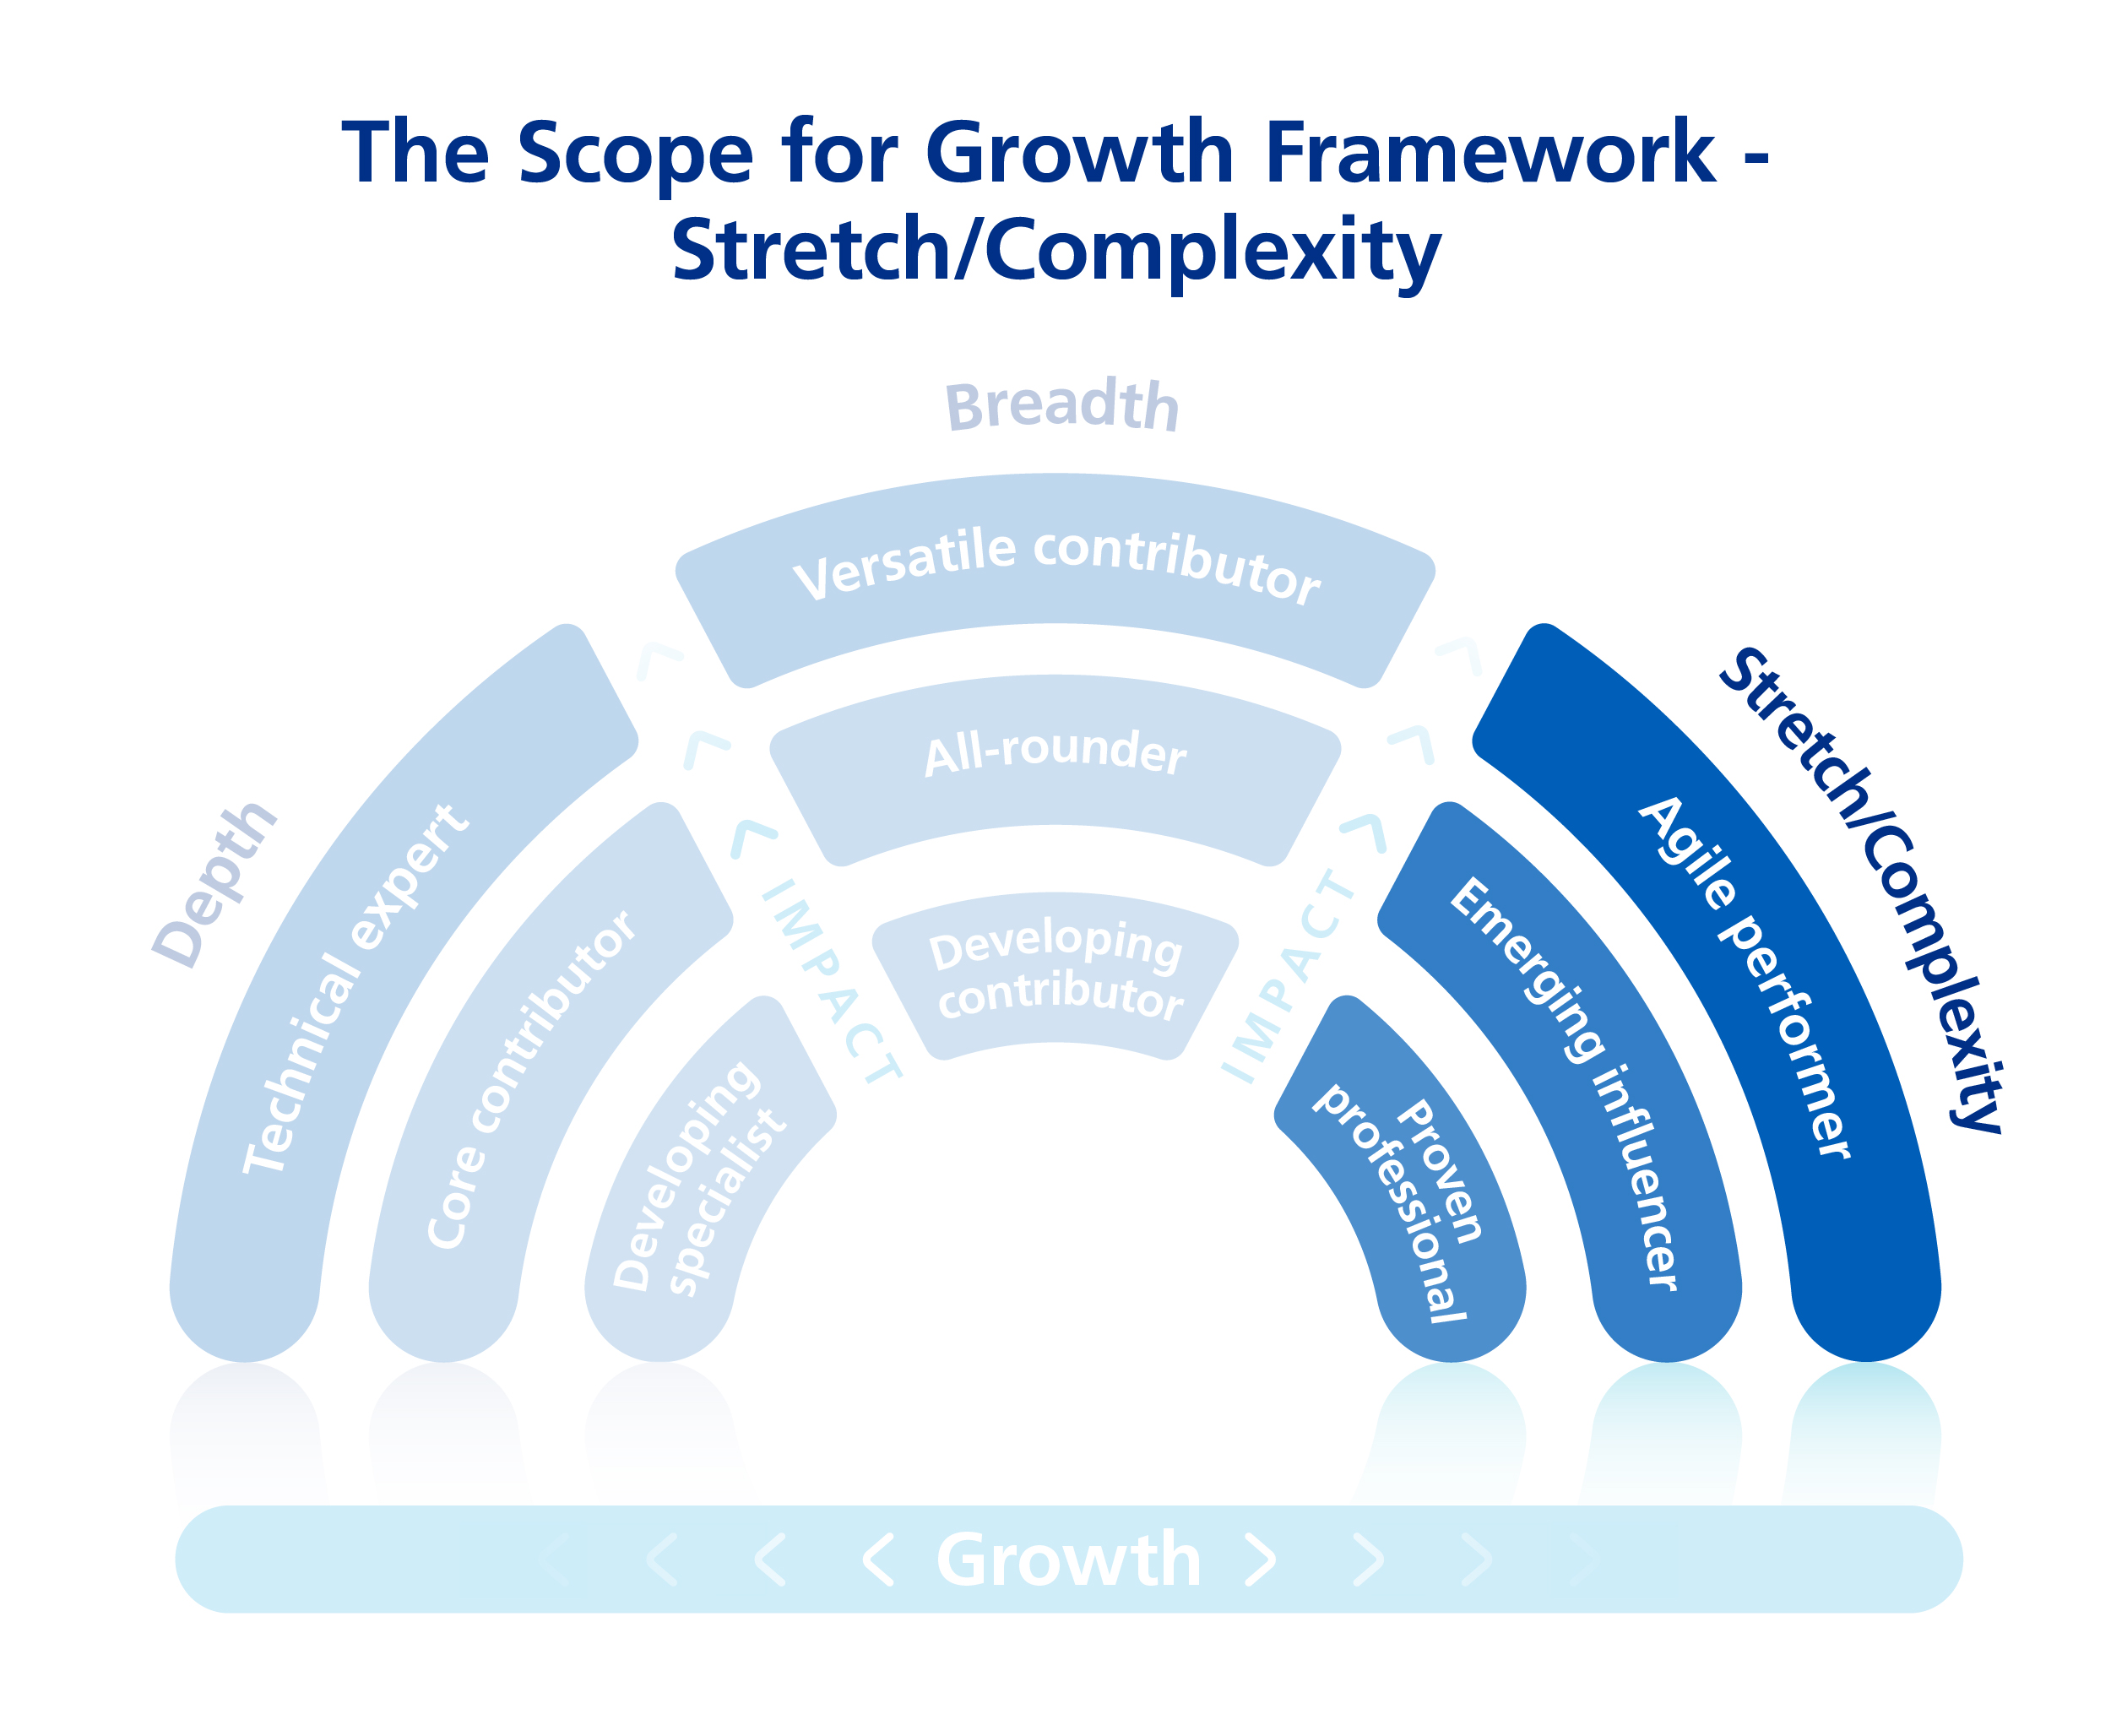 The Scope for Growth Framework -
Stretch/Complexity
Breadth
Versatile contributor
All-rounder
Developing
contributor
Depth
Technical expert
Core contributor
Developing
specialist
IMPACT
IMPACT
Stretch/Complexity
Agile performer
Emerging influencer
Proven
professional
Growth